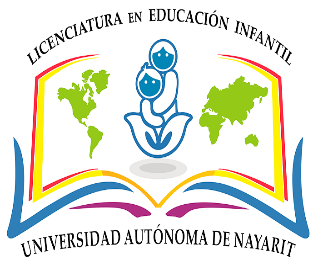 LICENCIATURA EN EDUCACIÓN INFANTIL
UNIVERSIDAD AUTÓNOMA DE NAYARIT